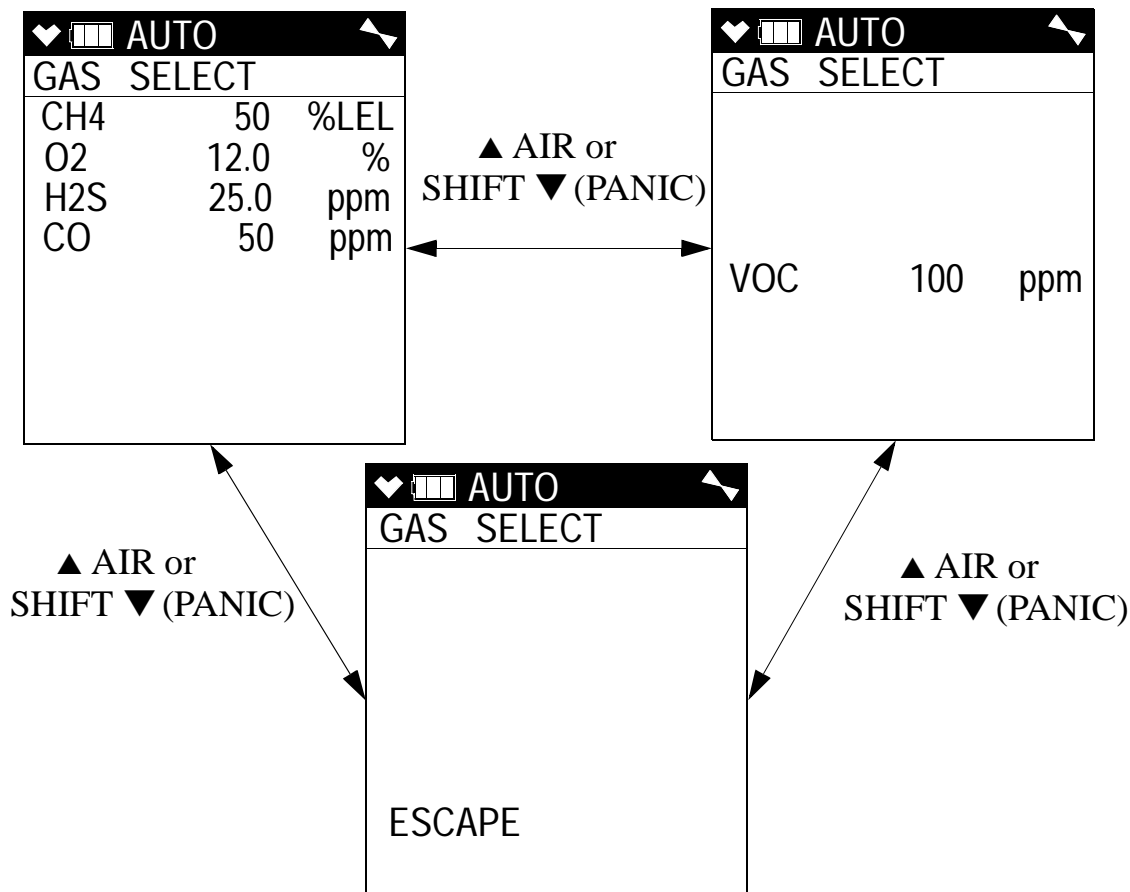 AUTO
GAS SELECT
CH4 50 %LEL
O2 12.0 %
H2S 25.0 ppm
CO 50 ppm
▲ AIR or
SHIFT ▼ (PANIC)
AUTO
GAS SELECT
VOC 100 ppm
▲ AIR or
SHIFT ▼ (PANIC)
AUTO
GAS SELECT
ESCAPE
▲ AIR or
SHIFT ▼ (PANIC)